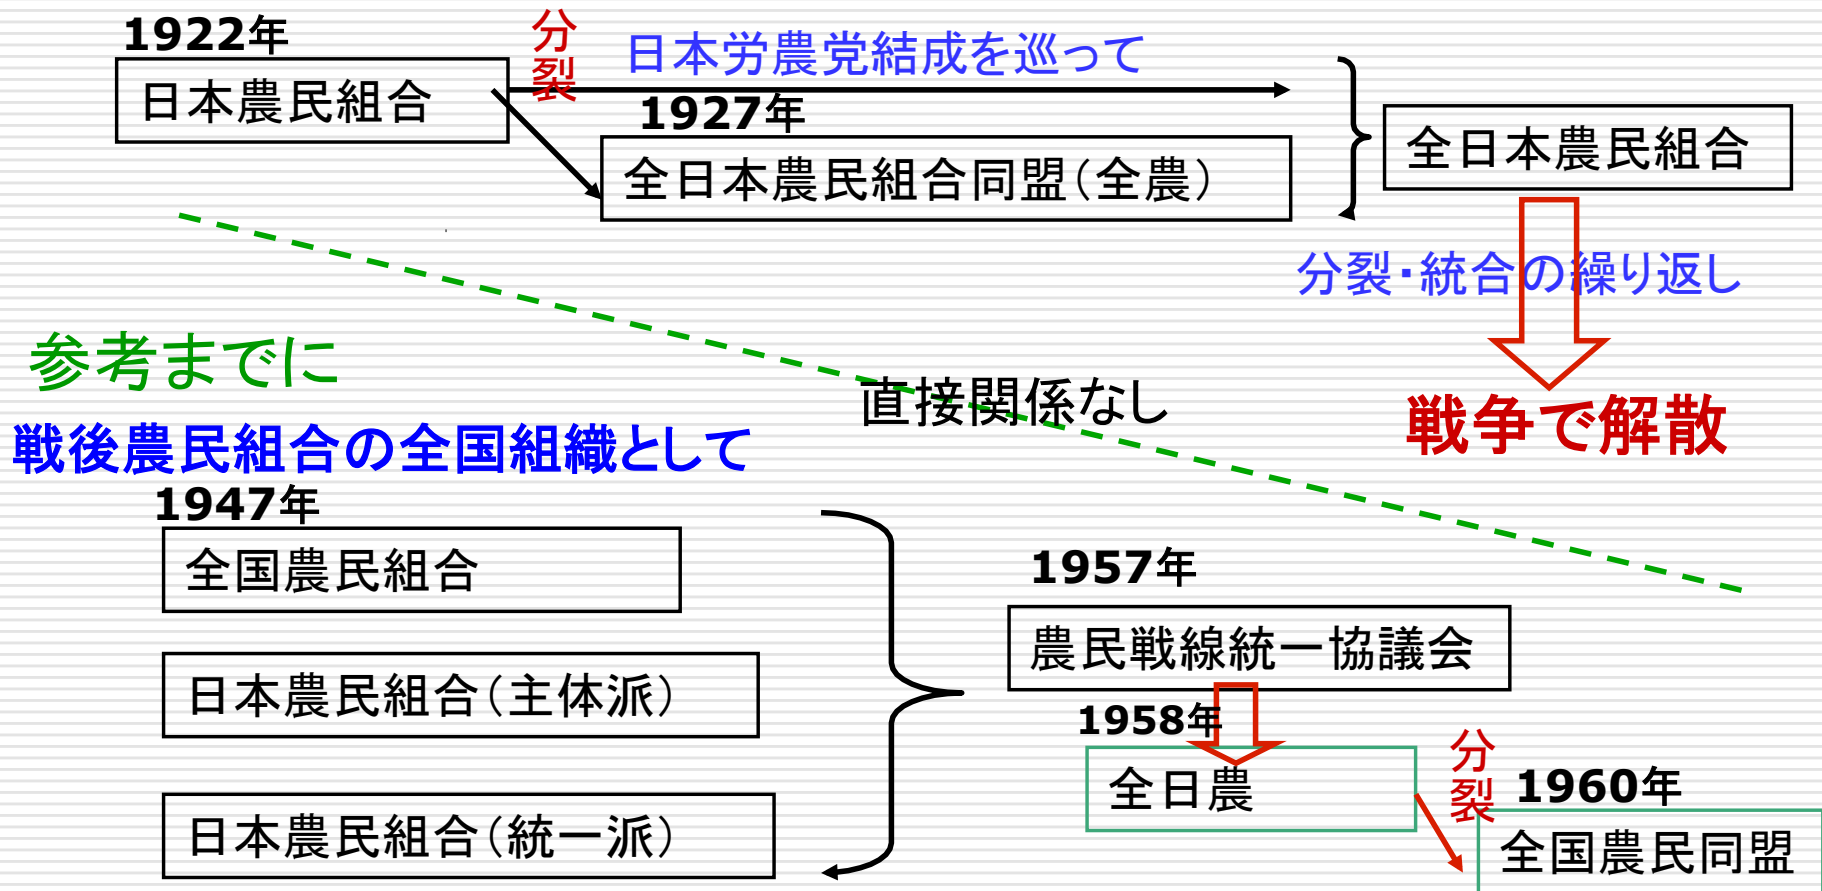 1922年
分裂
日本労農党結成を巡って
日本農民組合
1927年
全日本農民組合同盟（全農）
全日本農民組合
分裂・統合の繰り返し
参考までに
直接関係なし
戦争で解散
戦後農民組合の全国組織として
1947年
全国農民組合
1957年
農民戦線統一協議会
日本農民組合（主体派）
1958年
全日農
分裂
1960年
日本農民組合（統一派）
全国農民同盟